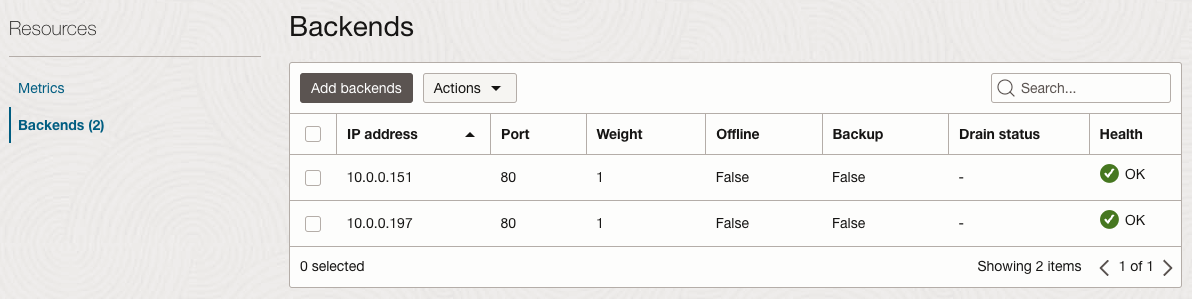 Resources
Metrics
Backends (2)
Backends
Add backends Actions Search...
IP address Port Weight Offline Backup Drain status Health
10.0.0.151 80 1 False False - OK
10.0.0.197 80 1 False False - OK
0 selected Showing 2 items 1 of 1